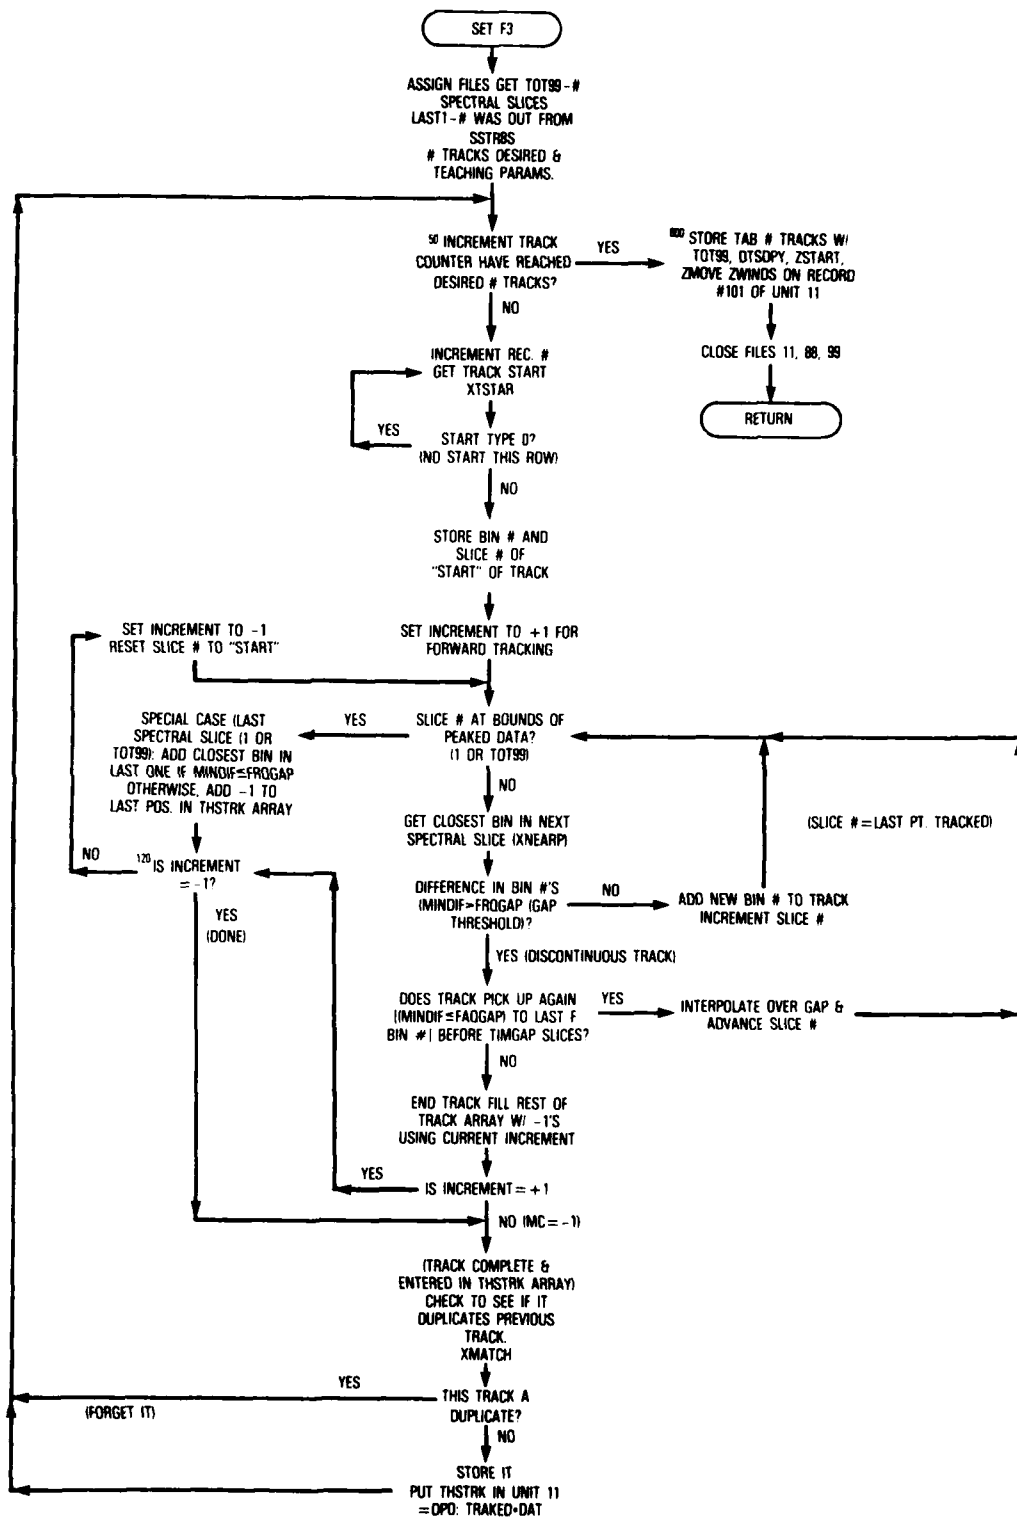 SET F3
ASSIGN FILES GET TOT99-#
SPECTRAL SLICES
LAST1-# WAS OUT FROM
SSTR8S
# TRACKS DESIRED &
TEACHING PARAMS.
50 INCREMENT TRACK
COUNTER HAVE REACHED
DESIRED # TRACKS?
YES
800 STORE TAB # TRACKS W/
TOT99, DTSDPY, ZSTART,
ZMOVE ZWINDS ON RECORD
#101 OF UNIT 11
NO
CLOSE FILES 11, 88, 99
RETURN
INCREMENT REC. #
GET TRACK START
XTSTAR
YES
START TYPE 0?
(NO START THIS ROW)
NO
STORE BIN # AND
SLICE # OF
"START" OF TRACK
SET INCREMENT TO -1
RESET SLICE # TO "START"
SET INCREMENT TO +1 FOR
FORWARD TRACKING
SPECIAL CASE (LAST
SPECTRAL SLICE (1 OR
TOT99): ADD CLOSEST BIN IN
LAST ONE IF MINDIF≤FRQGAP
OTHERWISE, ADD -1 TO
LAST POS. IN THSTRK ARRAY
YES
SLICE # AT BOUNDS OF
PEAKED DATA?
(1 OR TOT99)
NO
GET CLOSEST BIN IN NEXT
SPECTRAL SLICE (XNEARP)
(SLICE #=LAST PT. TRACKED)
NO
120 IS INCREMENT
= -1?
YES
(DONE)
DIFFERENCE IN BIN #'S
(MINDIF>FRQGAP (GAP
THRESHOLD)?
NO
ADD NEW BIN # TO TRACK
INCREMENT SLICE #
YES (DISCONTINUOUS TRACK)
DOES TRACK PICK UP AGAIN
((MINDIF≤FAQGAP) TO LAST F
BIN #| BEFORE TIMGAP SLICES?
YES
INTERPOLATE OVER GAP &
ADVANCE SLICE #
NO
END TRACK FILL REST OF
TRACK ARRAY W/ -1'S
USING CURRENT INCREMENT
YES
IS INCREMENT= +1
NO (MC= -1)
(TRACK COMPLETE &
ENTERED IN THSTRK ARRAY)
CHECK TO SEE IF IT
DUPLICATES PREVIOUS
TRACK.
XMATCH
YES
(FORGET IT)
THIS TRACK A
DUPLICATE?
NO
STORE IT
PUT THSTRK IN UNIT 11
=DPD: TRAKED•DAT